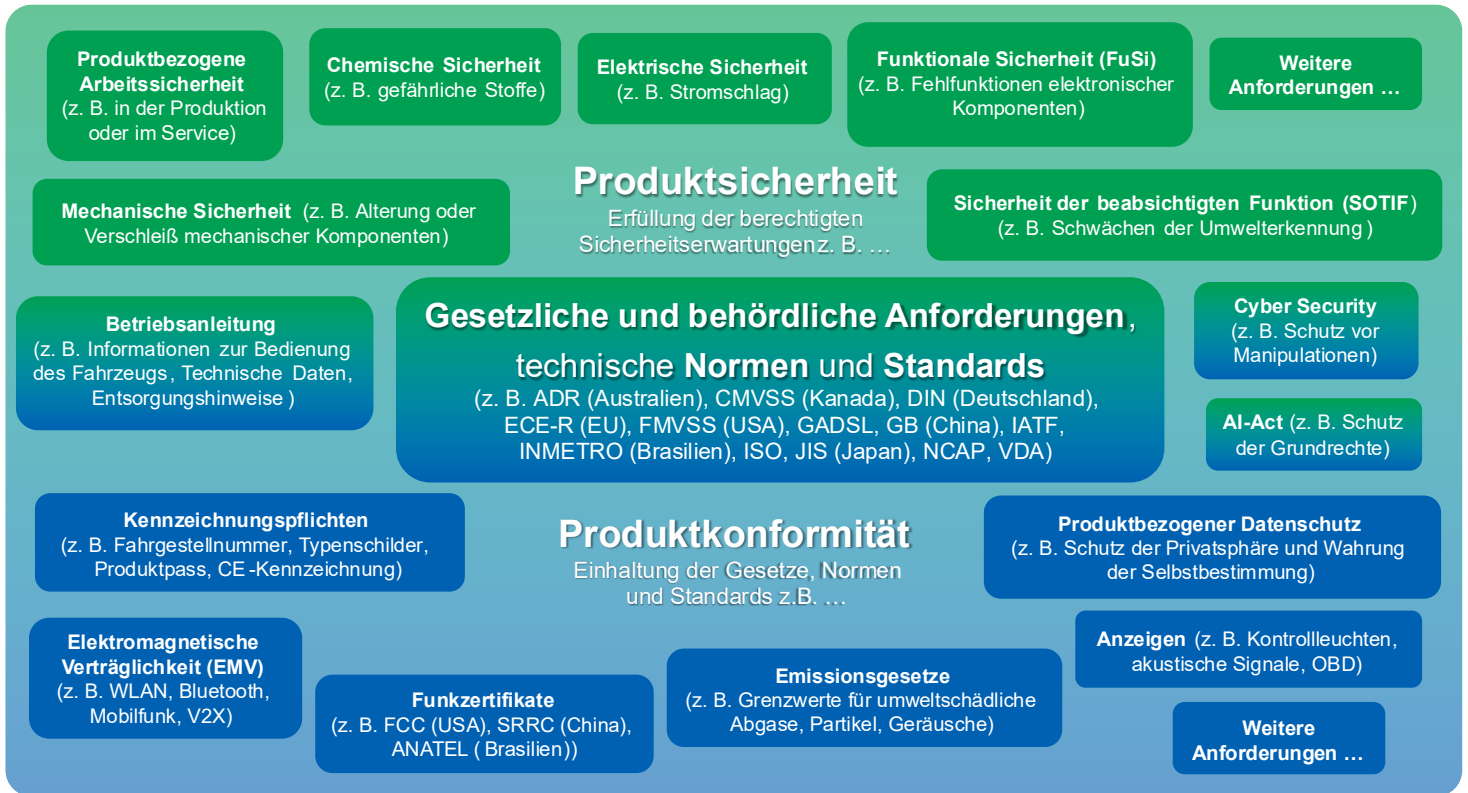 Produktbezogene
Arbeitssicherheit
(z. B. in der Produktion
oder im Service)
Chemische Sicherheit
(z. B. gefährliche Stoffe)
Elektrische Sicherheit
(z. B. Stromschlag)
Funktionale Sicherheit (FuSi)
(z. B. Fehlfunktionen elektronischer
Komponenten)
Weitere
Anforderungen …
Mechanische Sicherheit (z. B. Alterung oder
Verschleiß mechanischer Komponenten)
Produktsicherheit
Erfüllung der berechtigten
Sicherheitserwartungen z. B. …
Sicherheit der beabsichtigten Funktion (SOTIF)
(z. B. Schwächen der Umwelterkennung)
Betriebsanleitung
(z. B. Informationen zur Bedienung
des Fahrzeugs, Technische Daten,
Entsorgungshinweise)
Gesetzliche und behördliche Anforderungen,
technische Normen und Standards
(z. B. ADR (Australien), CMVSS (Kanada), DIN (Deutschland),
ECE-R (EU), FMVSS (USA), GADSL, GB (China), IATF,
INMETRO (Brasilien), ISO, JIS (Japan), NCAP, VDA)
Cyber Security
(z. B. Schutz vor
Manipulationen)
AI-Act (z. B. Schutz
der Grundrechte)
Kennzeichnungspflichten
(z. B. Fahrgestellnummer, Typenschilder,
Produktpass, CE-Kennzeichnung)
Produktkonformität
Einhaltung der Gesetze, Normen
und Standards z.B. …
Produktbezogener Datenschutz
(z. B. Schutz der Privatsphäre und Wahrung
der Selbstbestimmung)
Elektromagnetische
Verträglichkeit (EMV)
(z. B. WLAN, Bluetooth,
Mobilfunk, V2X)
Funkzertifikate
(z. B. FCC (USA), SRRC (China),
ANATEL (Brasilien))
Emissionsgesetze
(z. B. Grenzwerte für umweltschädliche
Abgase, Partikel, Geräusche)
Anzeigen (z. B. Kontrollleuchten,
akustische Signale, OBD)
Weitere
Anforderungen …